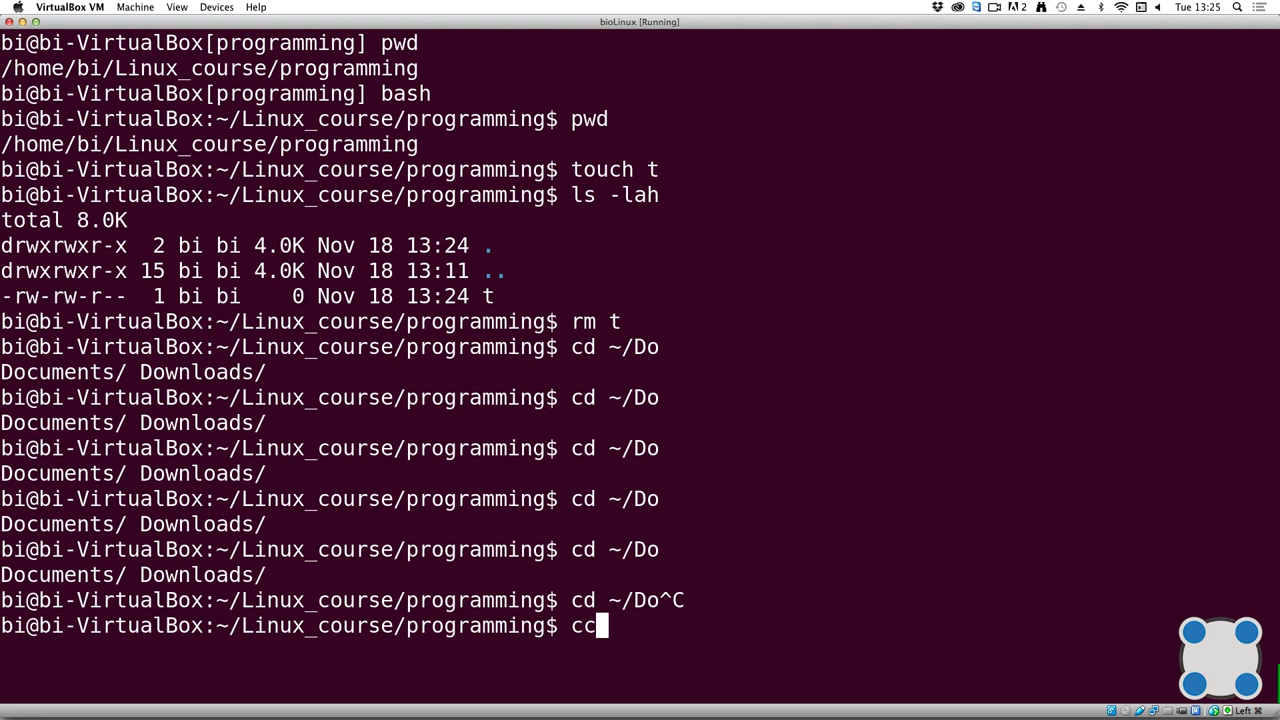 VirtualBox VM Machine View Devices Help 2 Tue 13:25
bioLinux [Running]
bi@bi-VirtualBox[programming] pwd
/home/bi/Linux_course/programming
bi@bi-VirtualBox[programming] bash
bi@bi-VirtualBox:~/Linux_course/programming$ pwd
/home/bi/Linux_course/programming
bi@bi-VirtualBox:~/Linux_course/programming$ touch t
bi@bi-VirtualBox:~/Linux_course/programming$ ls -lah
total 8.0K
drwxrwxr-x  2 bi bi 4.0K Nov 18 13:24 .
drwxrwxr-x 15 bi bi 4.0K Nov 18 13:11 ..
-rw-rw-r--  1 bi bi    0 Nov 18 13:24 t
bi@bi-VirtualBox:~/Linux_course/programming$ rm t
bi@bi-VirtualBox:~/Linux_course/programming$ cd ~/Do
Documents/ Downloads/
bi@bi-VirtualBox:~/Linux_course/programming$ cd ~/Do
Documents/ Downloads/
bi@bi-VirtualBox:~/Linux_course/programming$ cd ~/Do
Documents/ Downloads/
bi@bi-VirtualBox:~/Linux_course/programming$ cd ~/Do
Documents/ Downloads/
bi@bi-VirtualBox:~/Linux_course/programming$ cd ~/Do
Documents/ Downloads/
bi@bi-VirtualBox:~/Linux_course/programming$ cd ~/Do^C
bi@bi-VirtualBox:~/Linux_course/programming$ cc
Left ⌘